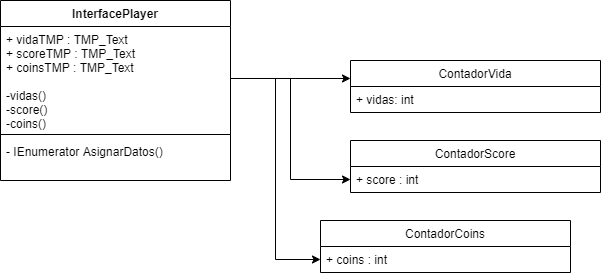 InterfacePlayer
+ vidaTMP : TMP_Text
+ scoreTMP : TMP_Text
+ coinsTMP : TMP_Text
-vidas()
-score()
-coins()
- IEnumerator AsignarDatos()
ContadorVida
+ vidas: int
ContadorScore
+ score : int
ContadorCoins
+ coins : int